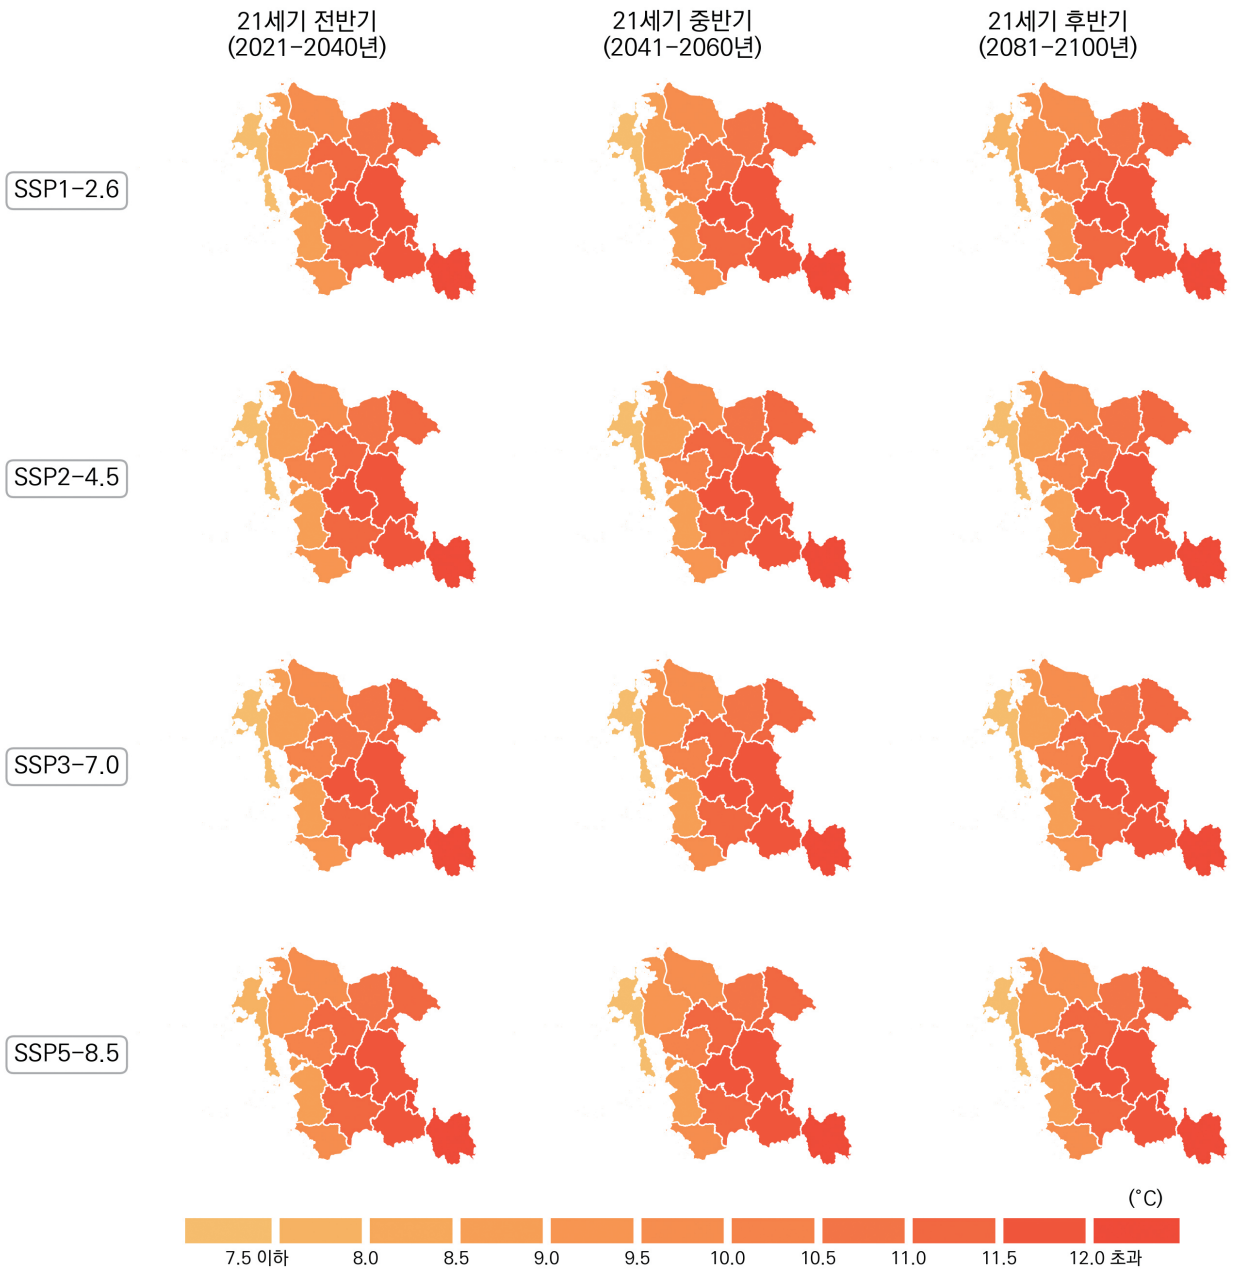 21세기 전반기
(2021-2040년)
21세기 중반기
(2041-2060년)
21세기 후반기
(2081-2100년)
SSP1-2.6
SSP2-4.5
SSP3-7.0
SSP5-8.5
(°C)
7.5 이하 8.0 8.5 9.0 9.5 10.0 10.5 11.0 11.5 12.0 초과